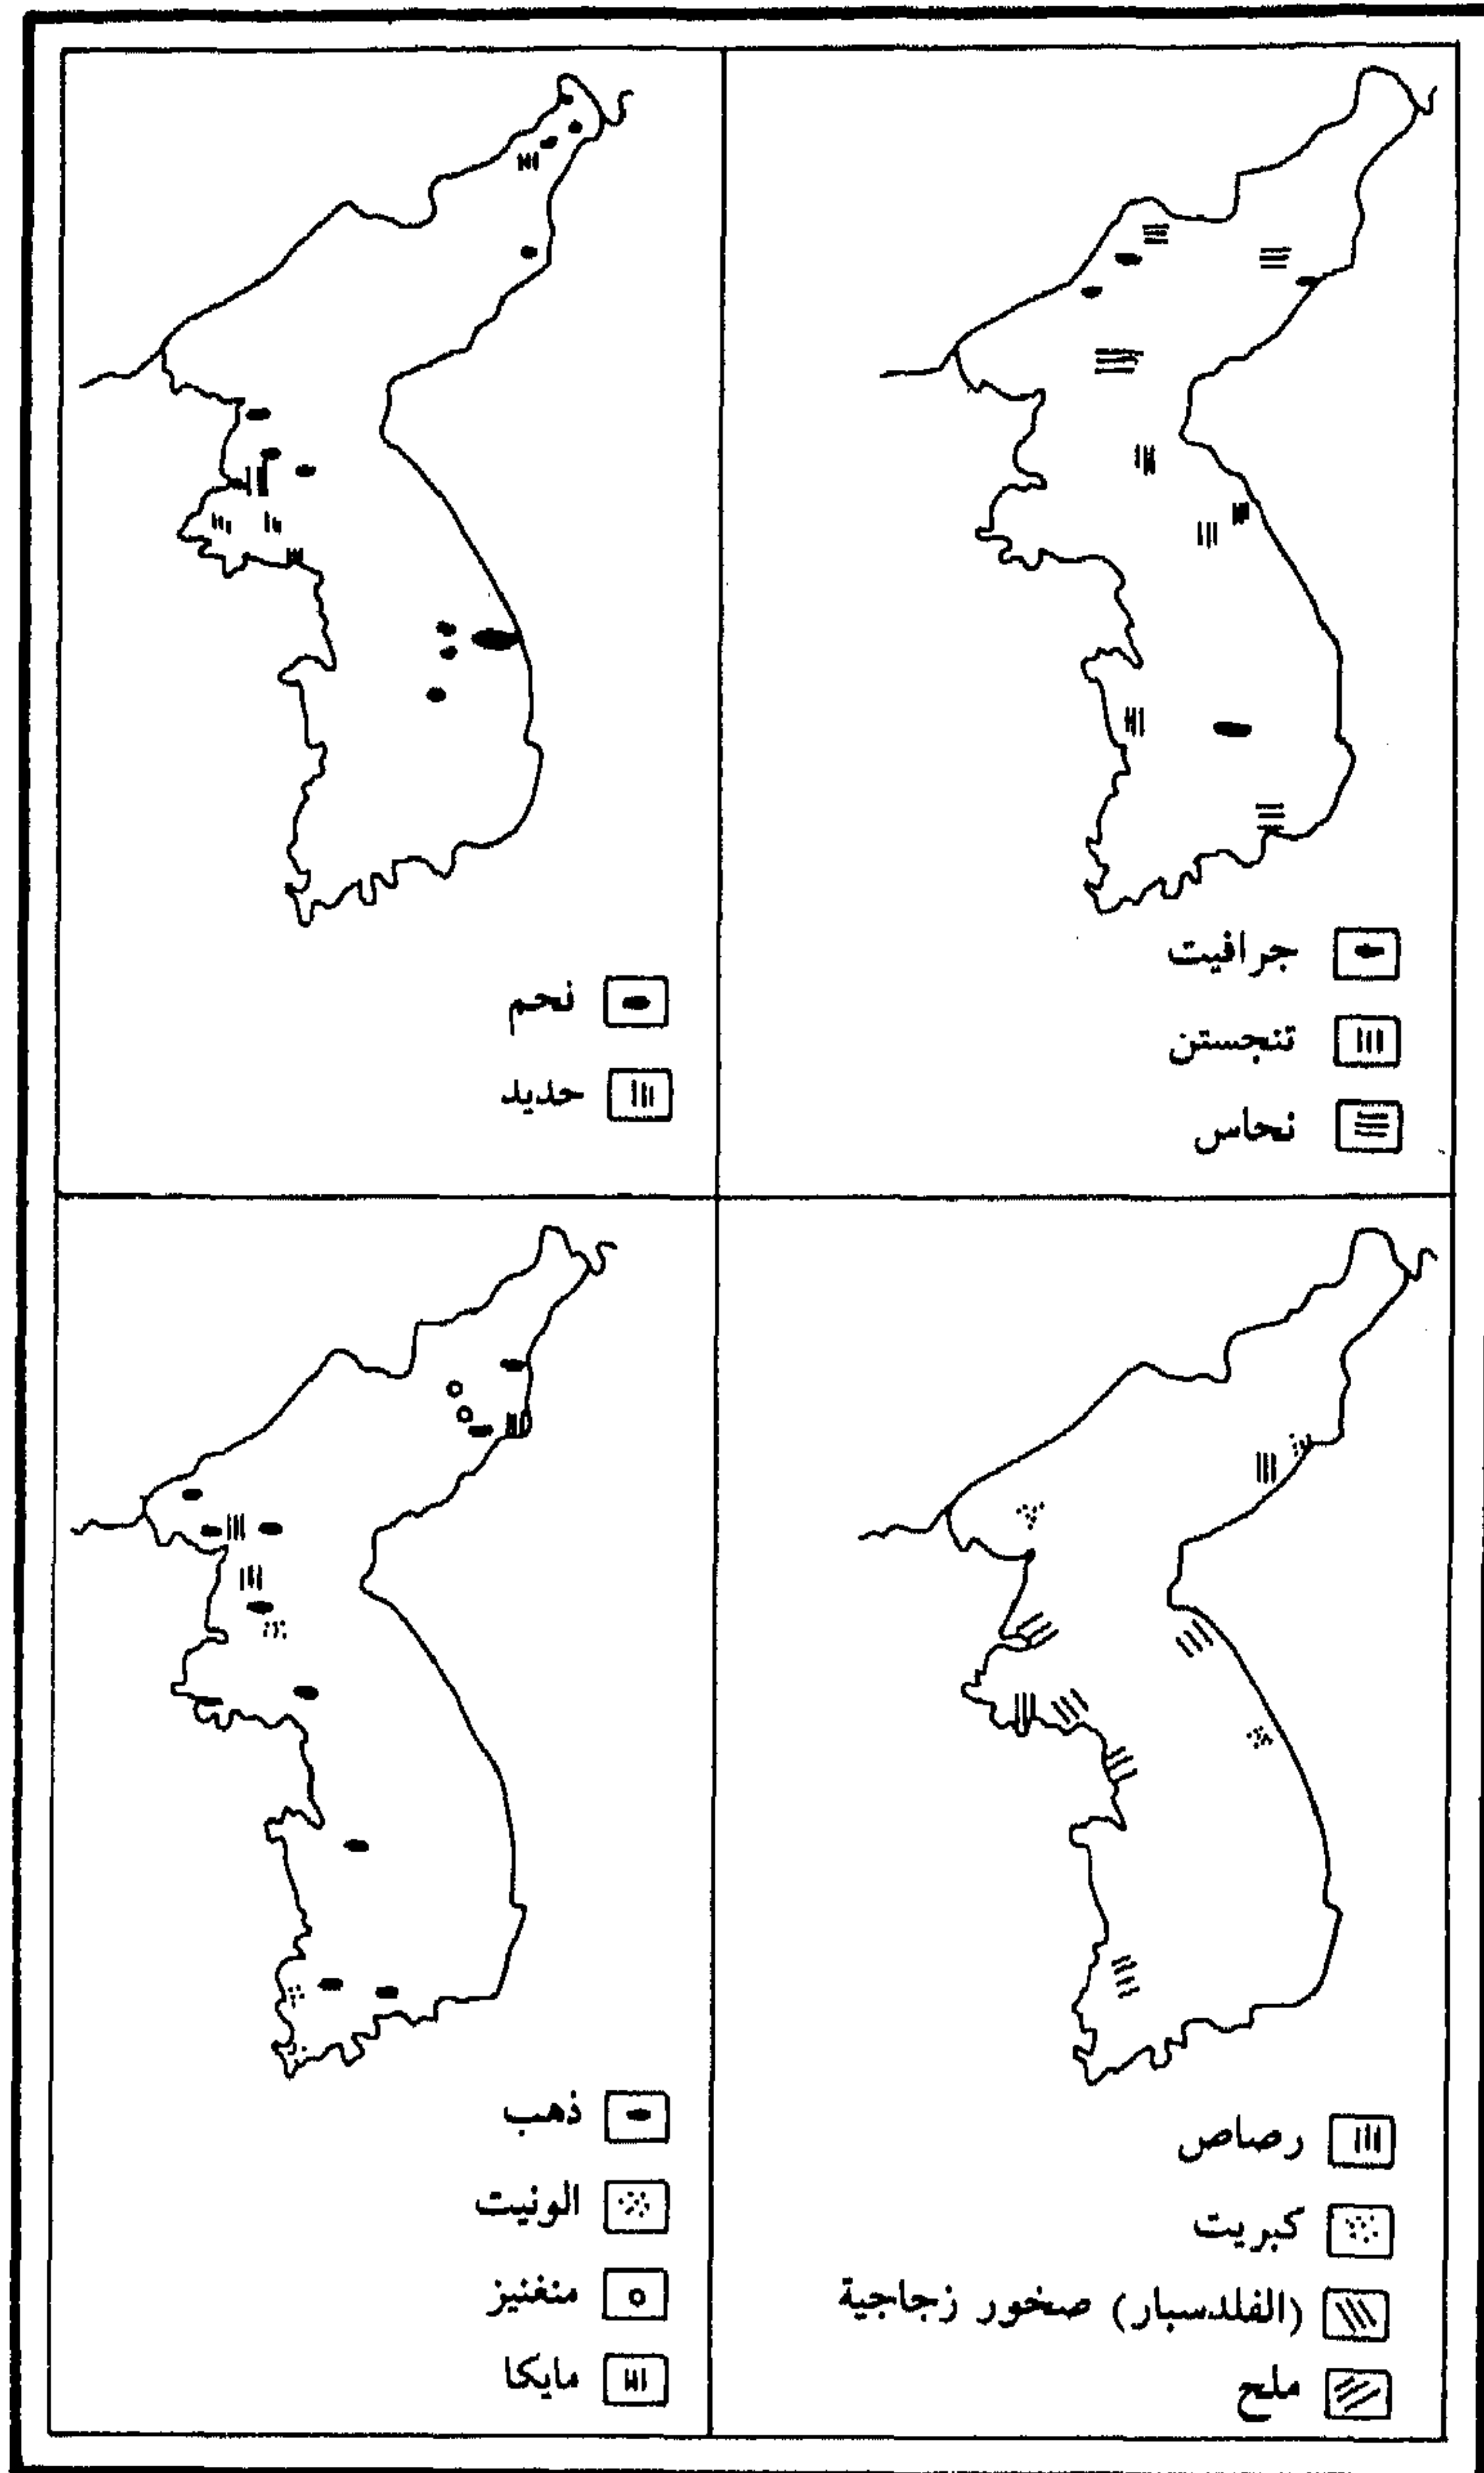 جرافيت
تنجستن
نحاس
نحم
حديد
رصاص
كبريت
(الفلدسبار) صخور زجاجية
ملح
ذهب
الونيت
منغنيز
مايكا